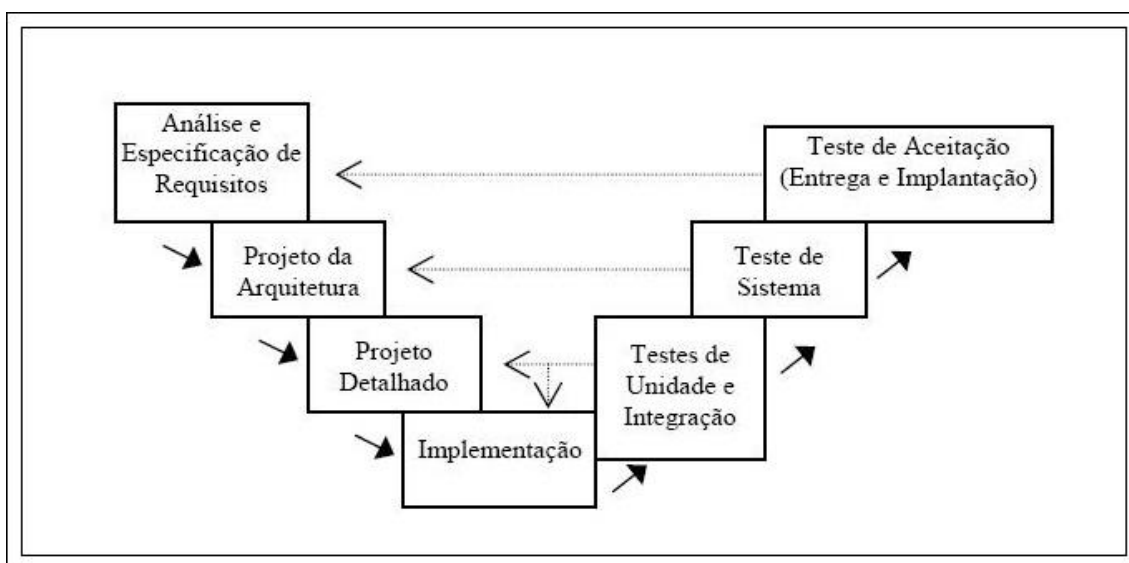 Análise e
Especificação de
Requisitos
Teste de Aceitação
(Entrega e Implantação)
Projeto da
Arquitetura
Teste de
Sistema
Projeto
Detalhado
Testes de
Unidade e
Integração
Implementação